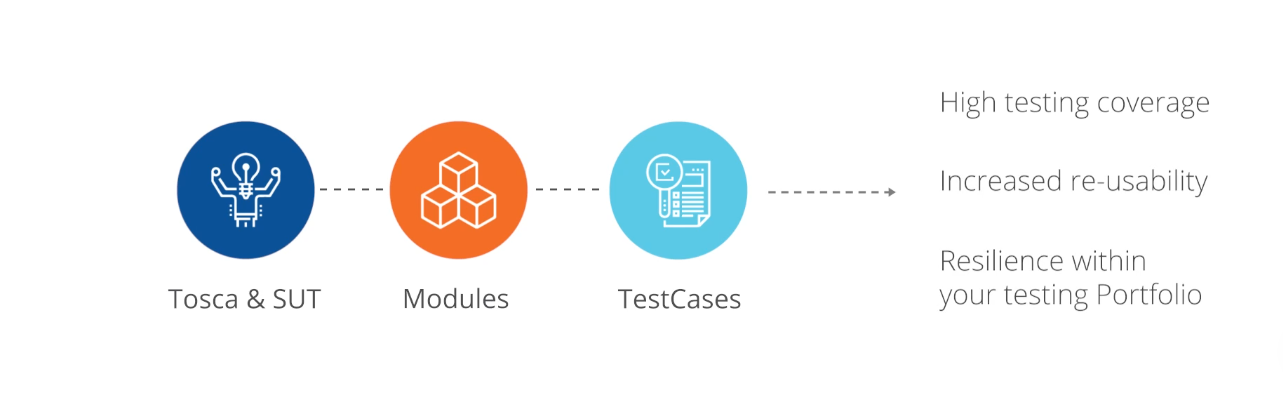 High testing coverage
Increased re-usability
Resilience within
your testing Portfolio
Tosca & SUT
Modules
TestCases